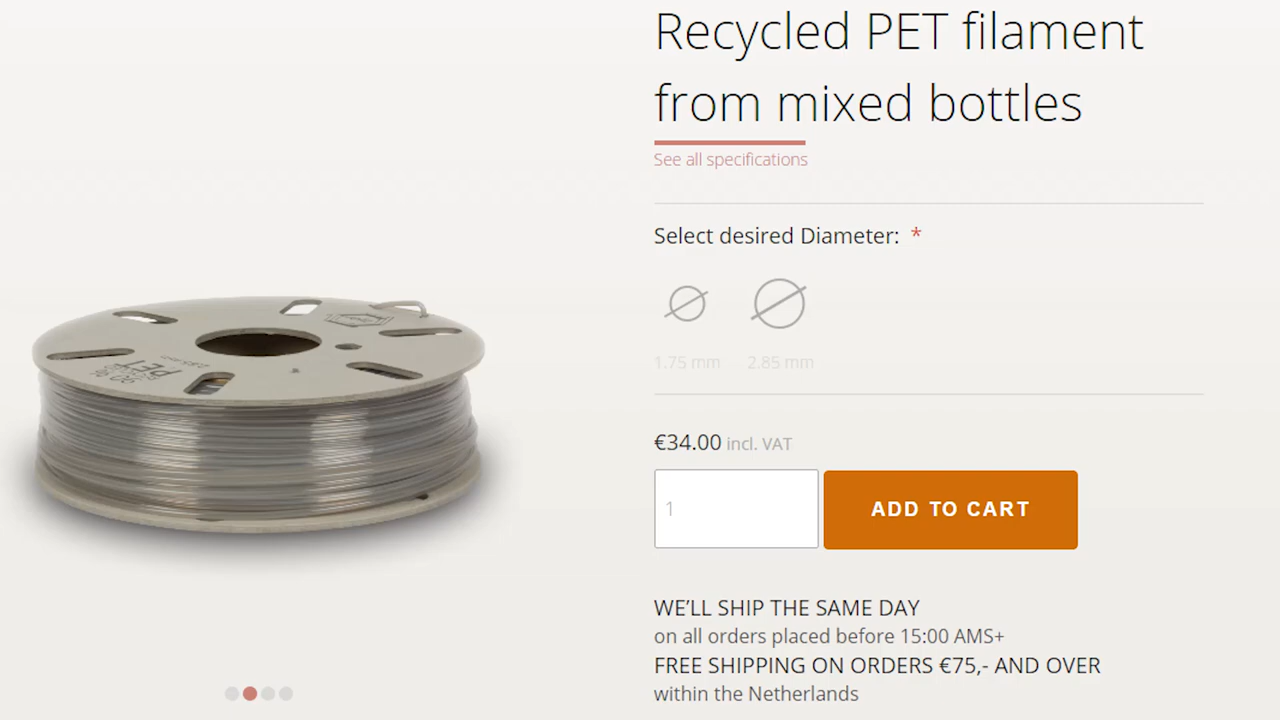 Recycled PET filament
from mixed bottles
See all specifications
Select desired Diameter: *
1.75 mm 2.85 mm
€34.00 incl. VAT
1 ADD TO CART
WE'LL SHIP THE SAME DAY
on all orders placed before 15:00 AMS+
FREE SHIPPING ON ORDERS €75,- AND OVER
within the Netherlands
PET